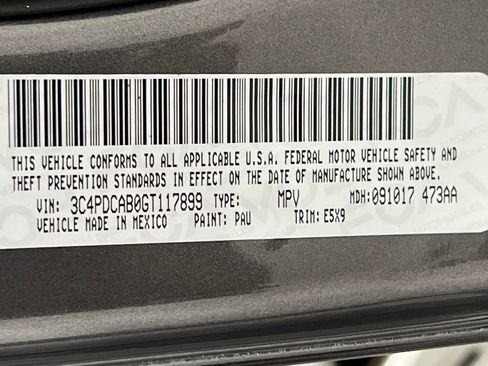 THIS VEHICLE CONFORMS TO ALL APPLICABLE U.S.A. FEDERAL MOTOR VEHICLE SAFETY AND
THEFT PREVENTION STANDARDS IN EFFECT ON THE DATE OF MANUFACTURE SHOWN ABOVE.
VIN: 3C4PDCAB0GT117899 TYPE: MPV MDH:091017 473AA
VEHICLE MADE IN MEXICO PAINT: PAU TRIM: E5X9